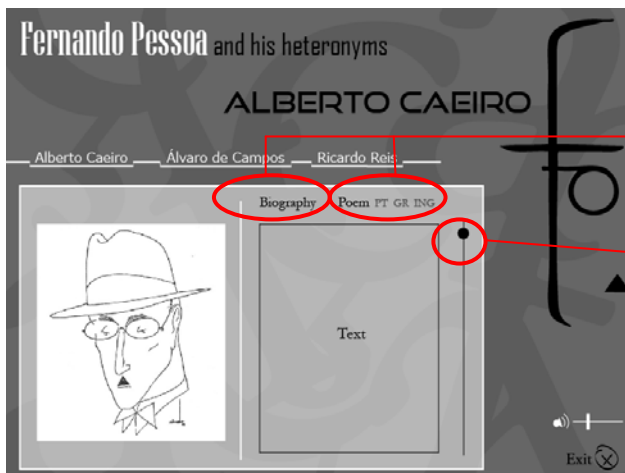 Fernando Pessoa and his heteronyms
ALBERTO CAEIRO
Alberto Caeiro Álvaro de Campos Ricardo Reis
Biography Poem PT GR ING
Text
Exit